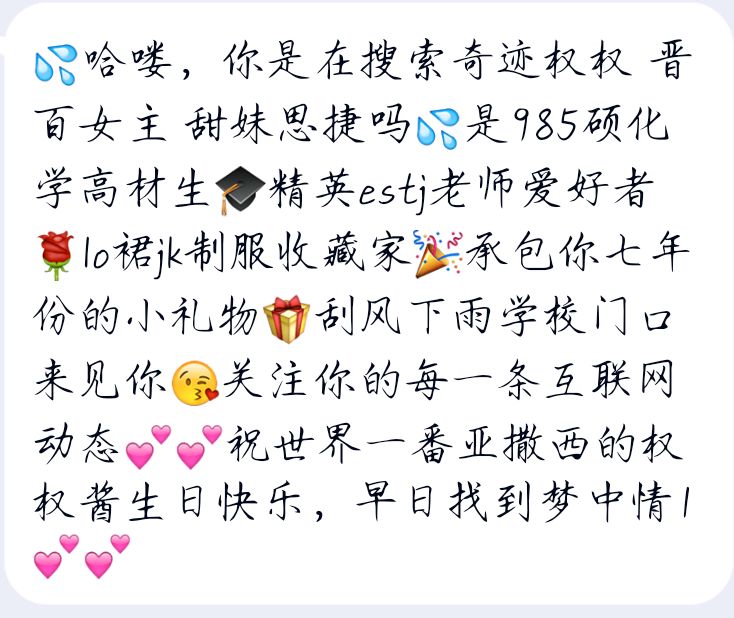 💦哈喽，你是在搜索奇迹权权 晋
百女主 甜妹思捷吗💦是985硕化
学高材生🎓精英estj老师爱好者
🌹lo裙jk制服收藏家🎉承包你七年
份的小礼物🎁刮风下雨学校门口
来见你😘关注你的每一条互联网
动态💕💕祝世界一番亚撒西的权
权酱生日快乐，早日找到梦中情1
💕💕